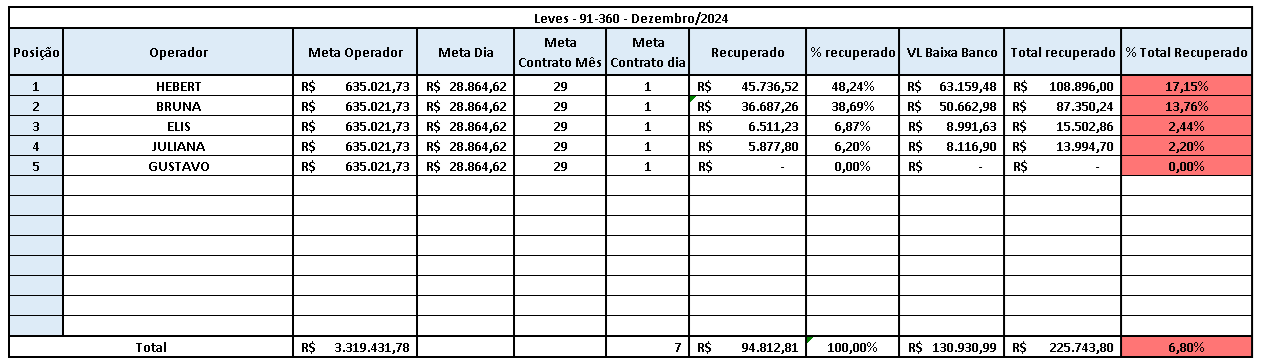 Leves - 91-360 - Dezembro/2024
Posição Operador Meta Operador Meta Dia Meta Contrato Mês Meta Contrato dia Recuperado % recuperado VL Baixa Banco Total recuperado % Total Recuperado
1 HEBERT R$ 635.021,73 R$ 28.864,62 29 1 R$ 45.736,52 48,24% R$ 63.159,48 R$ 108.896,00 17,15%
2 BRUNA R$ 635.021,73 R$ 28.864,62 29 1 R$ 36.687,26 38,69% R$ 50.662,98 R$ 87.350,24 13,76%
3 ELIS R$ 635.021,73 R$ 28.864,62 29 1 R$ 6.511,23 6,87% R$ 8.991,63 R$ 15.502,86 2,44%
4 JULIANA R$ 635.021,73 R$ 28.864,62 29 1 R$ 5.877,80 6,20% R$ 8.116,90 R$ 13.994,70 2,20%
5 GUSTAVO R$ 635.021,73 R$ 28.864,62 29 1 R$ - 0,00% R$ - R$ - 0,00%
Total R$ 3.319.431,78 7 R$ 94.812,81 100,00% R$ 130.930,99 R$ 225.743,80 6,80%